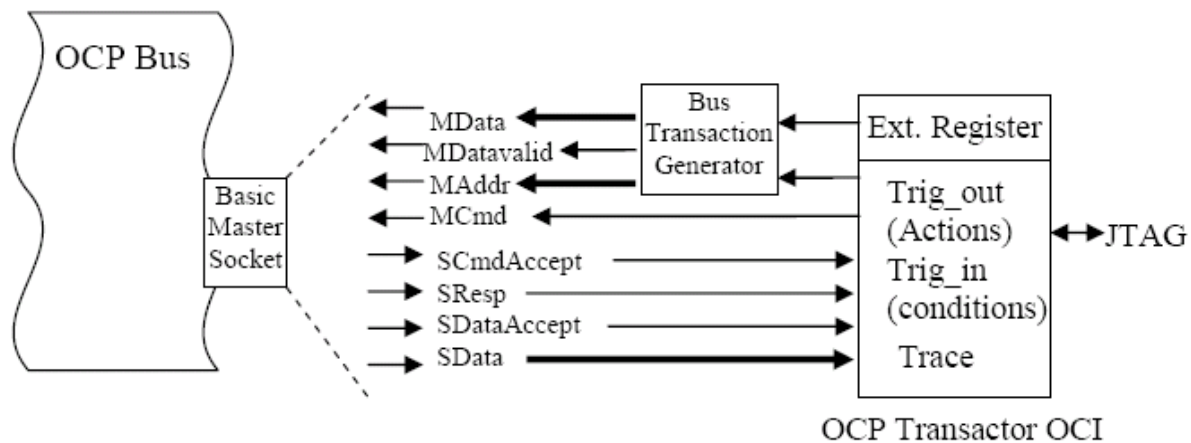 OCP Bus
Basic
Master
Socket
MData
MDatavalid
MAddr
MCmd
SCmdAccept
SResp
SDataAccept
SData
Bus
Transaction
Generator
Ext. Register
Trig_out
(Actions)
Trig_in
(conditions)
Trace
JTAG
OCP Transactor OCI